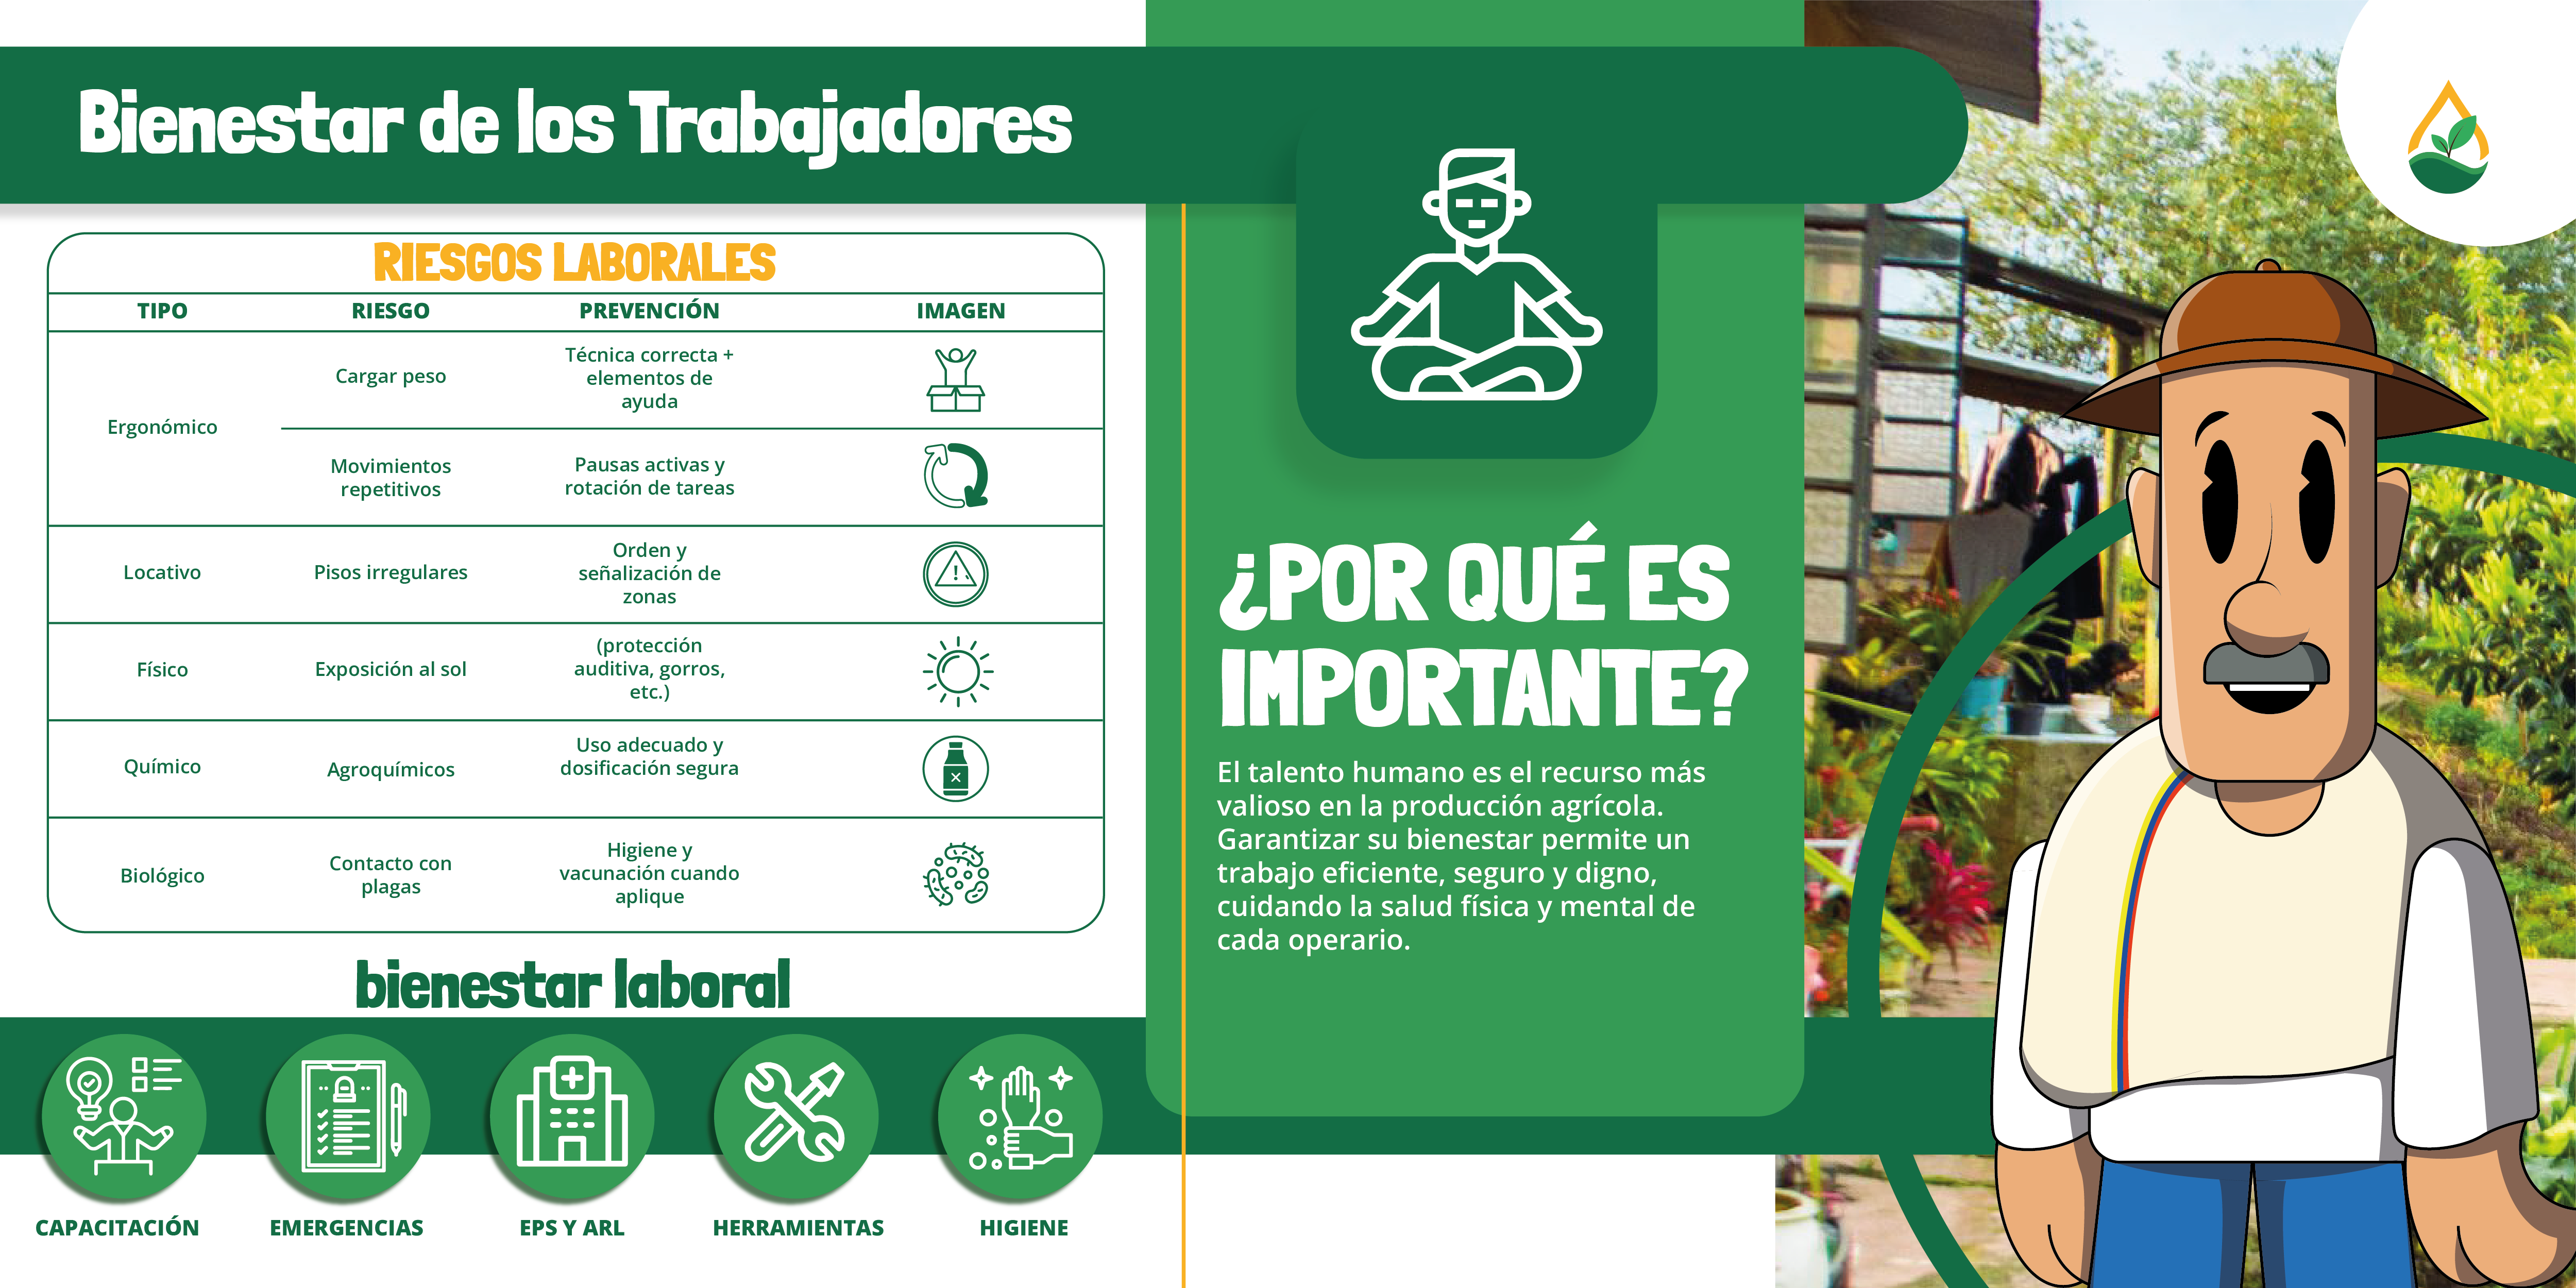 Bienestar de los Trabajadores
RIESGOS LABORALES
TIPO RIESGO PREVENCIÓN IMAGEN
Ergonómico
Cargar peso
Técnica correcta +
elementos de
ayuda
Movimientos
repetitivos
Pausas activas y
rotación de tareas
Locativo
Pisos irregulares
Orden y
señalización de
zonas
Físico
Exposición al sol
(protección
auditiva, gorros,
etc.)
Químico
Agroquímicos
Uso adecuado y
dosificación segura
Biológico
Contacto con
plagas
Higiene y
vacunación cuando
aplique
bienestar laboral
CAPACITACIÓN
EMERGENCIAS
EPS Y ARL
HERRAMIENTAS
HIGIENE
¿POR QUÉ ES
IMPORTANTE?
El talento humano es el recurso más
valioso en la producción agrícola.
Garantizar su bienestar permite un
trabajo eficiente, seguro y digno,
cuidando la salud física y mental de
cada operario.